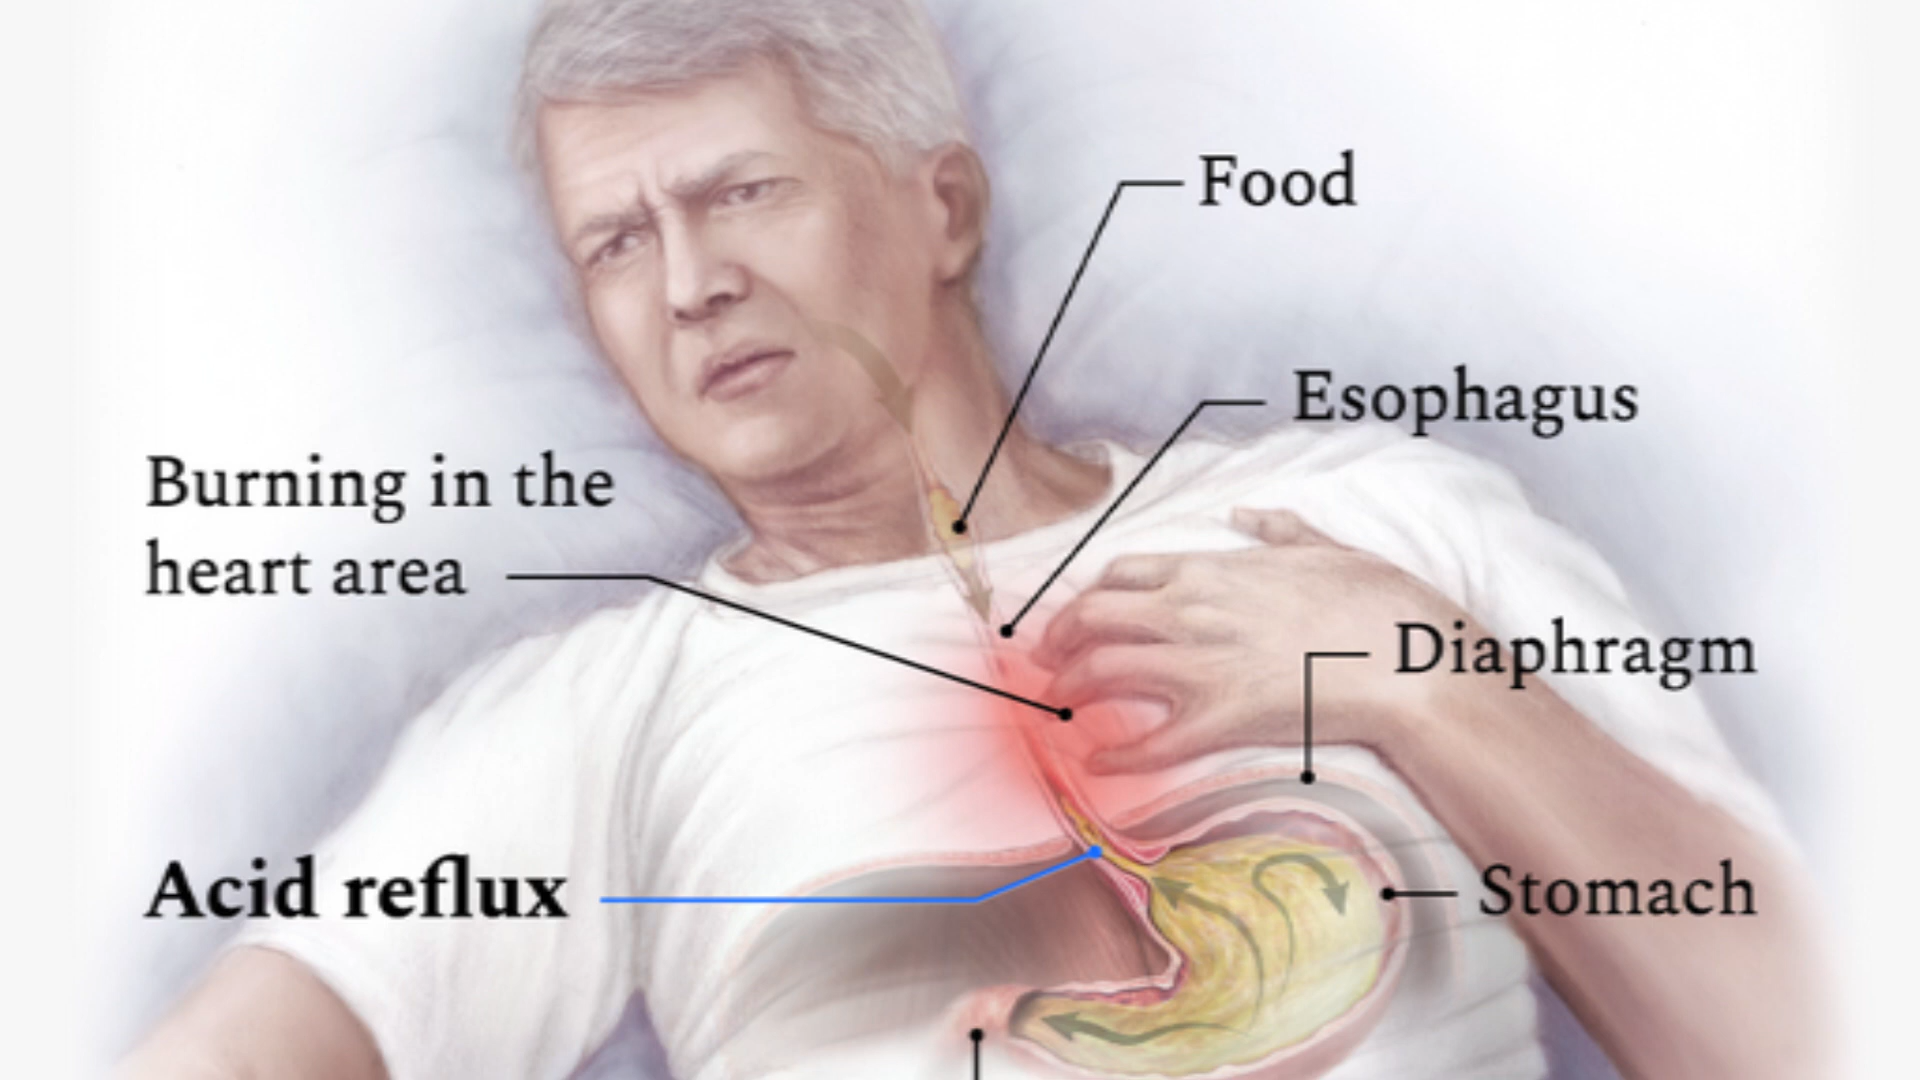 Food
Esophagus
Burning in the
heart area
Diaphragm
Acid reflux
Stomach